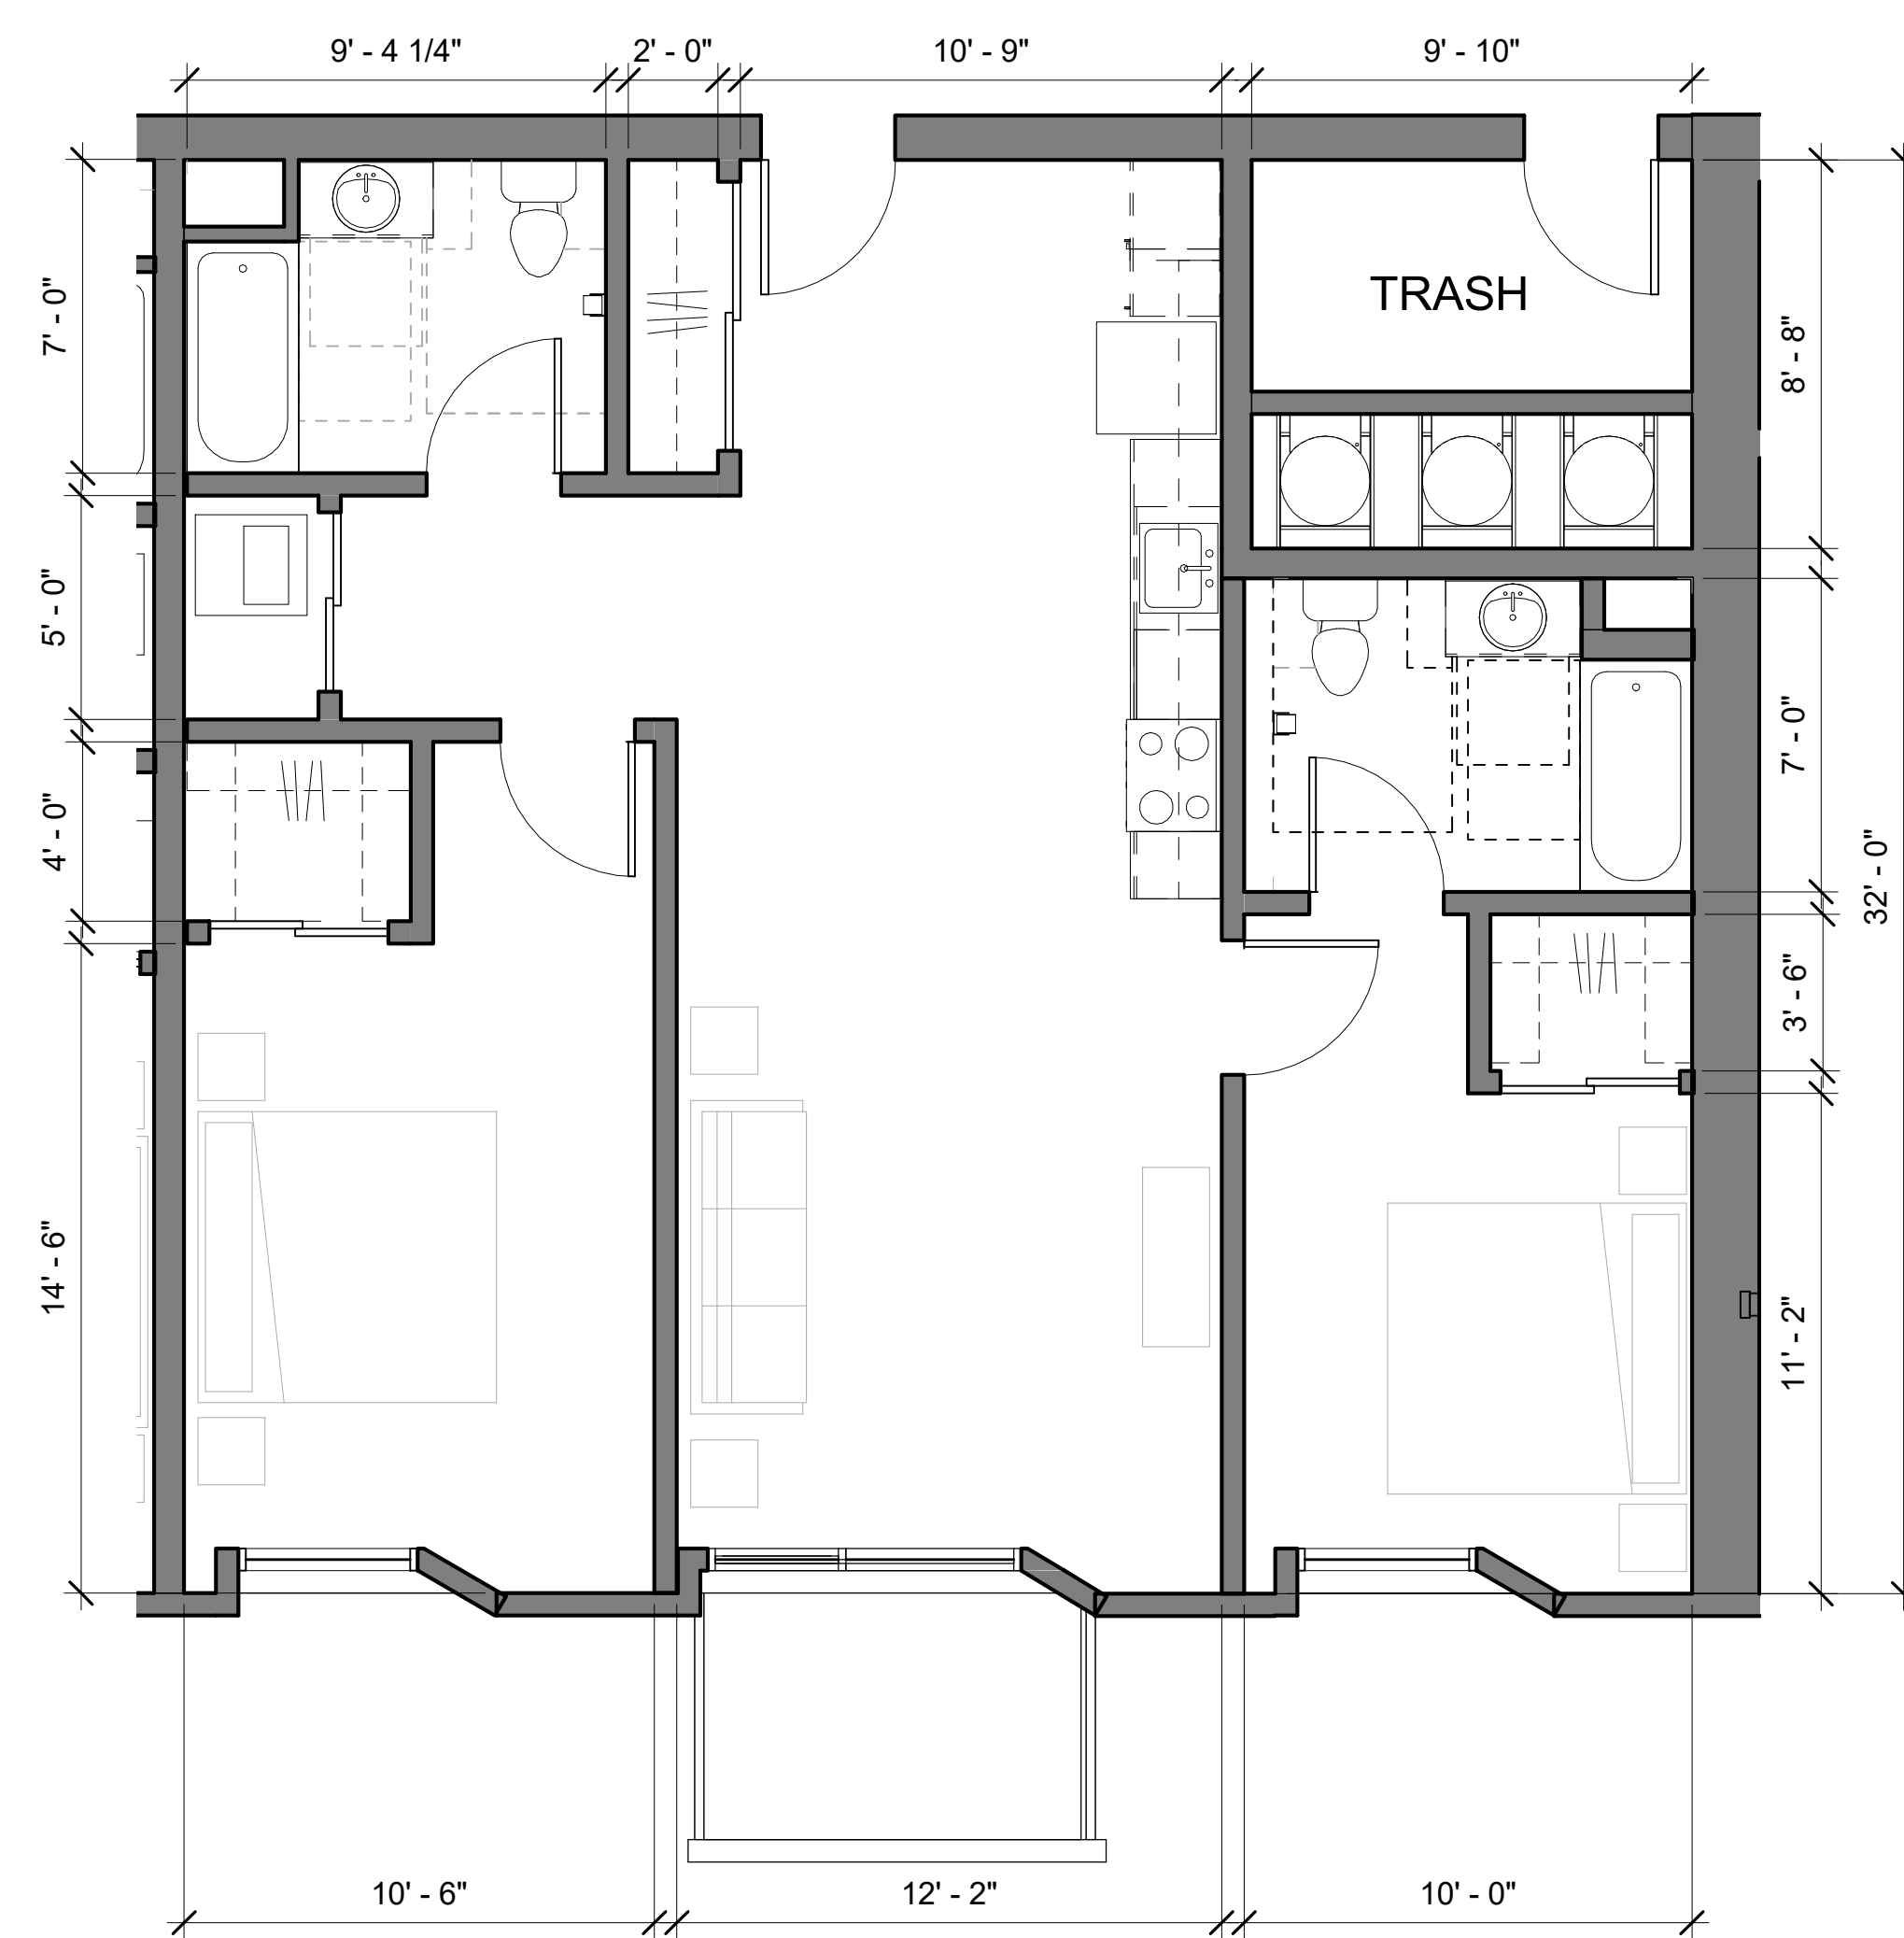 9' - 4 1/4"
2' - 0"
10' - 9"
9' - 10"
TRASH
7' - 0"
5' - 0"
4' - 0"
14' - 6"
8' - 8"
7' - 0"
3' - 6"
11' - 2"
32' - 0"
10' - 6"
12' - 2"
10' - 0"